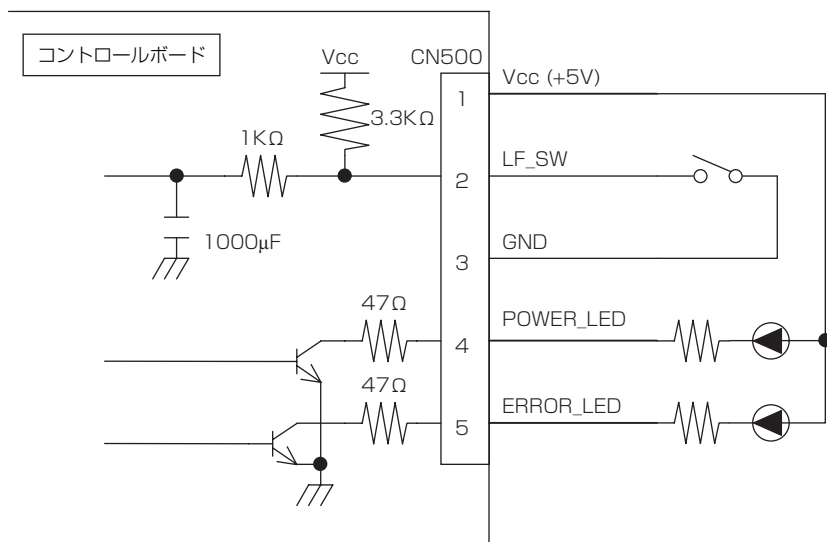 コントロールボード
Vcc
CN500
Vcc (+5V)
1
3.3KΩ
1KΩ
LF_SW
2
1000μF
GND
3
47Ω
POWER_LED
4
47Ω
ERROR_LED
5